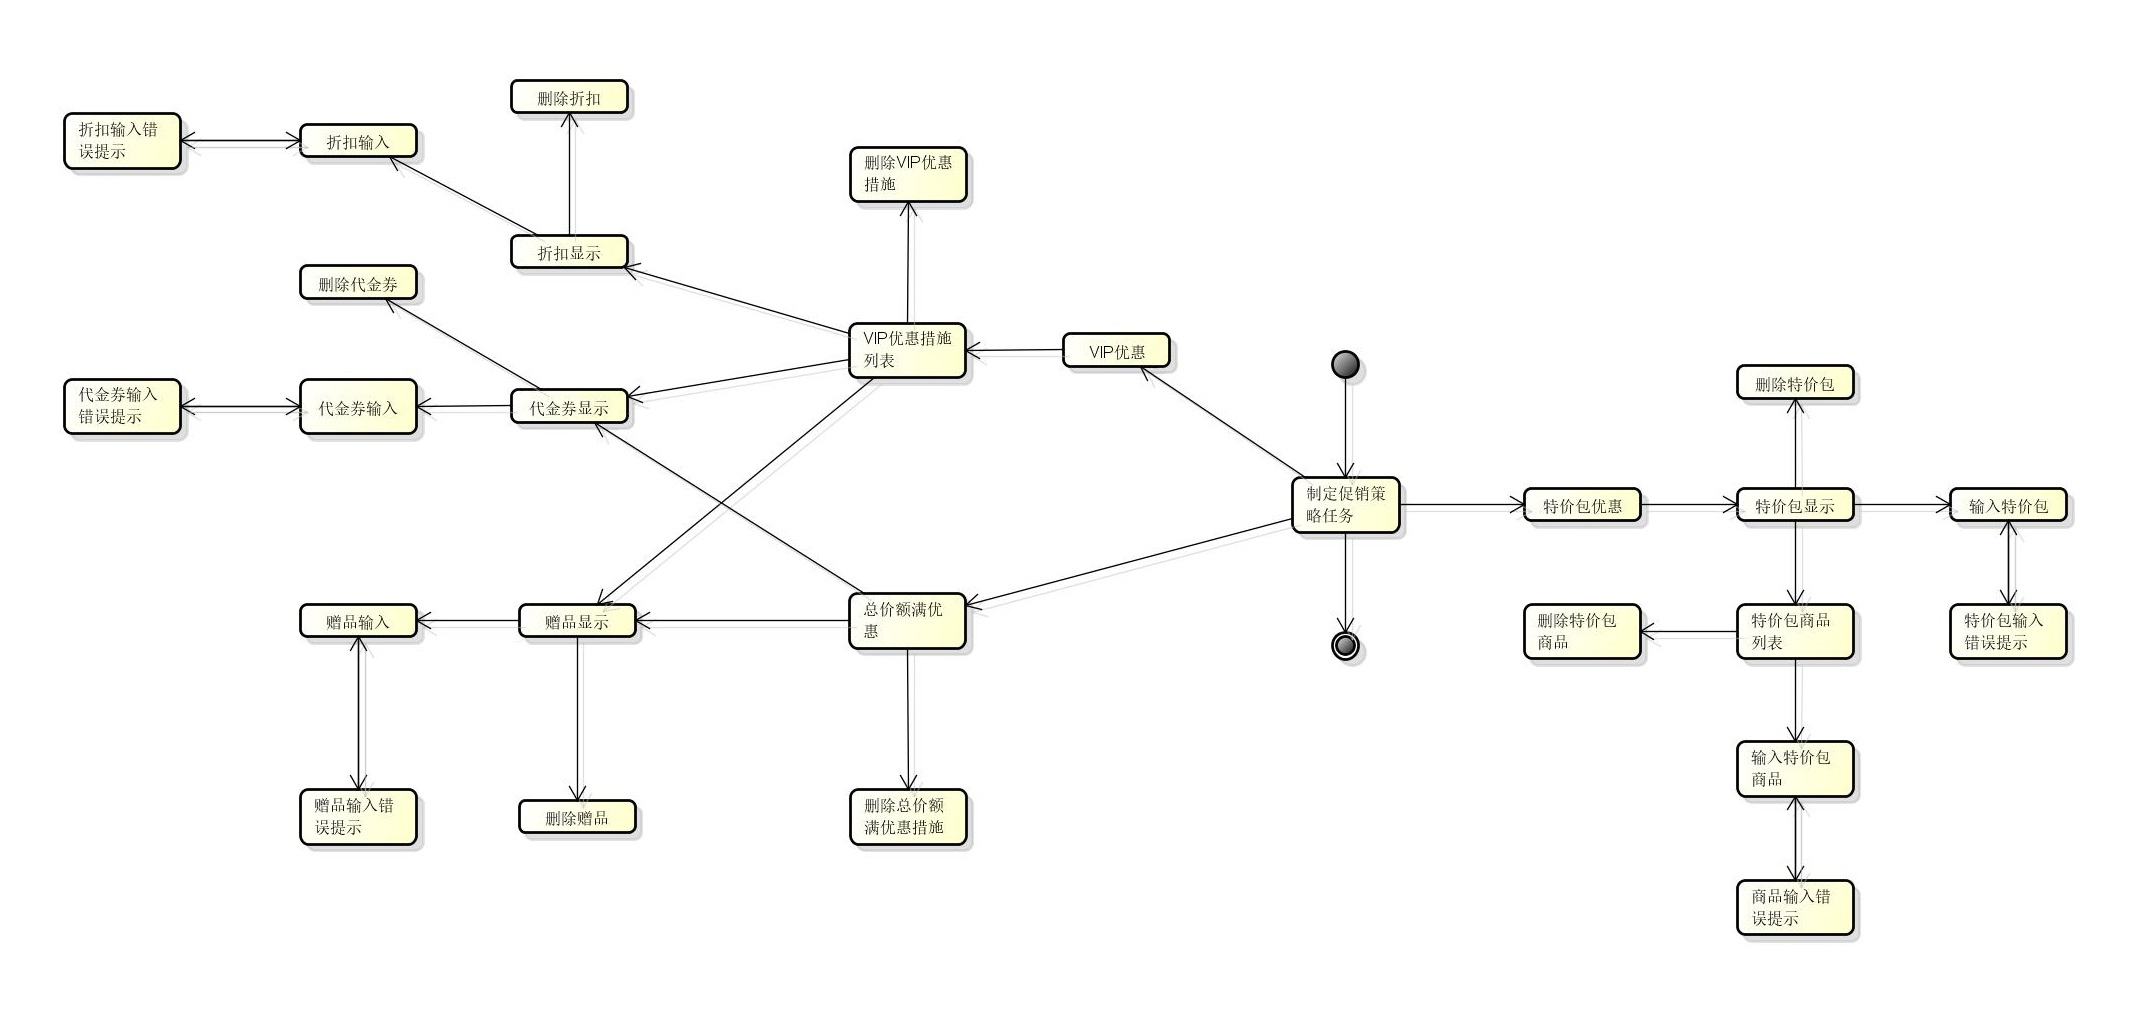 删除折扣
折扣输入错
误提示
折扣输入
删除VIP优惠
措施
折扣显示
删除代金券
VIP优惠措施
列表
VIP优惠
删除特价包
代金券输入
错误提示
代金券输入
代金券显示
制定促销策
略任务
特价包优惠
特价包显示
输入特价包
赠品输入
赠品显示
总价额满优
惠
删除特价包
商品
特价包商品
列表
特价包输入
错误提示
输入特价包
商品
赠品输入错
误提示
删除赠品
删除总价额
满优惠措施
商品输入错
误提示